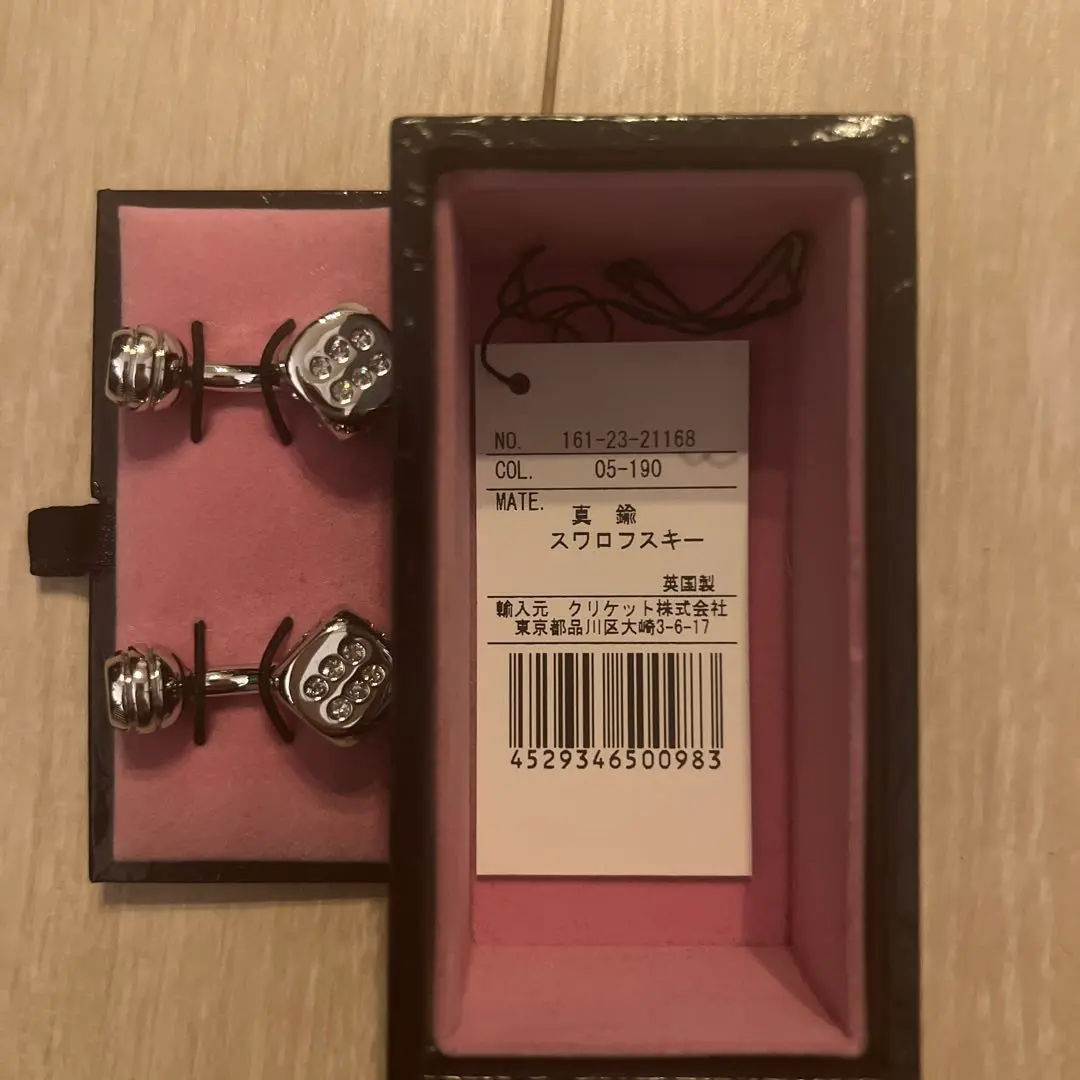 NO. 161-23-21168
COL. 05-190
MATE. 真 鍮
スワロフスキー
英国製
輸入元 クリケット株式会社
東京都品川区大崎3-6-17
4529346500983